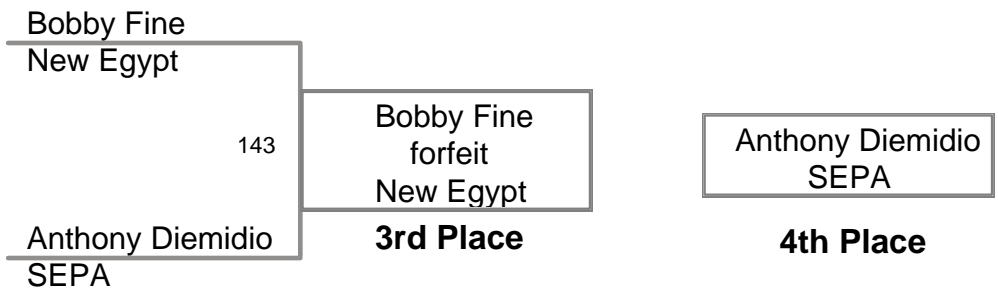 Bobby Fine
New Egypt
143
Bobby Fine
forfeit
New Egypt
3rd Place
Anthony Diemidio
SEPA
Anthony Diemidio
SEPA
4th Place